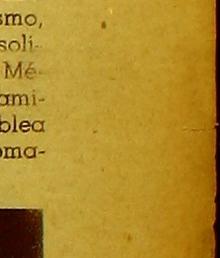 smo,
soli-
Mé-
ami-
blea
oma-